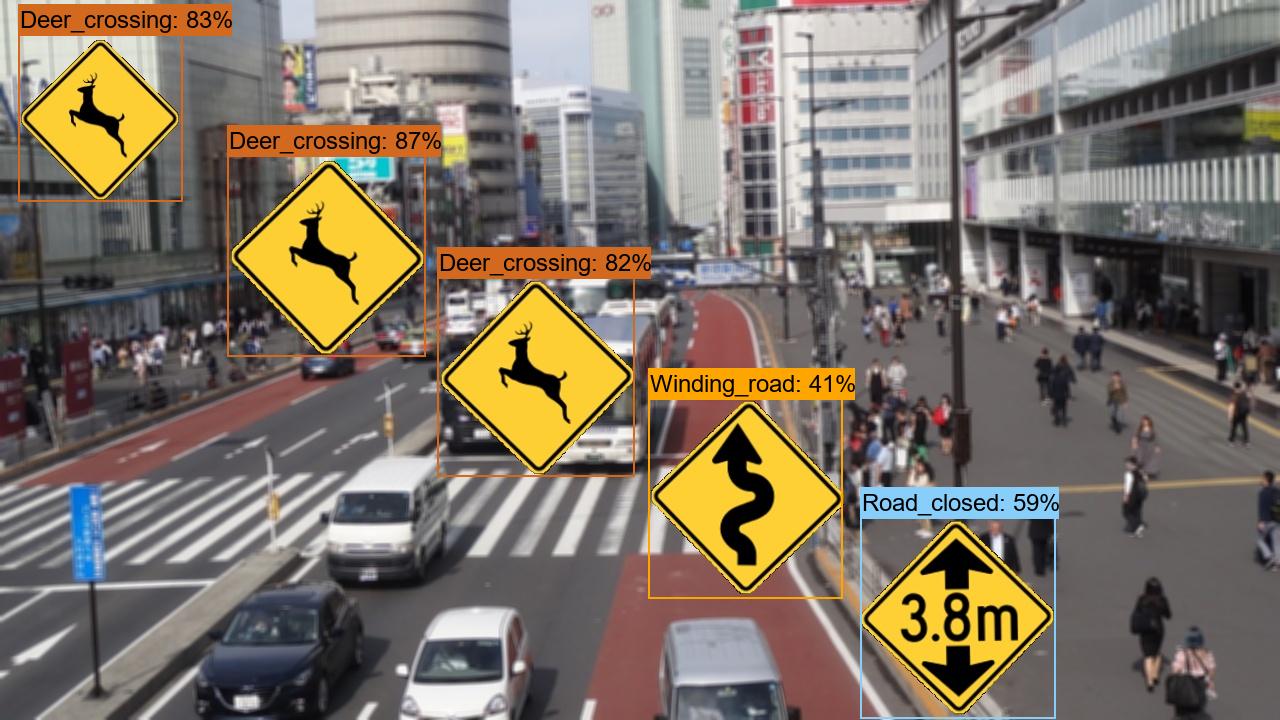 Deer_crossing: 83%
Deer_crossing: 87%
Deer_crossing: 82%
Winding_road: 41%
Road_closed: 59%
3.8m